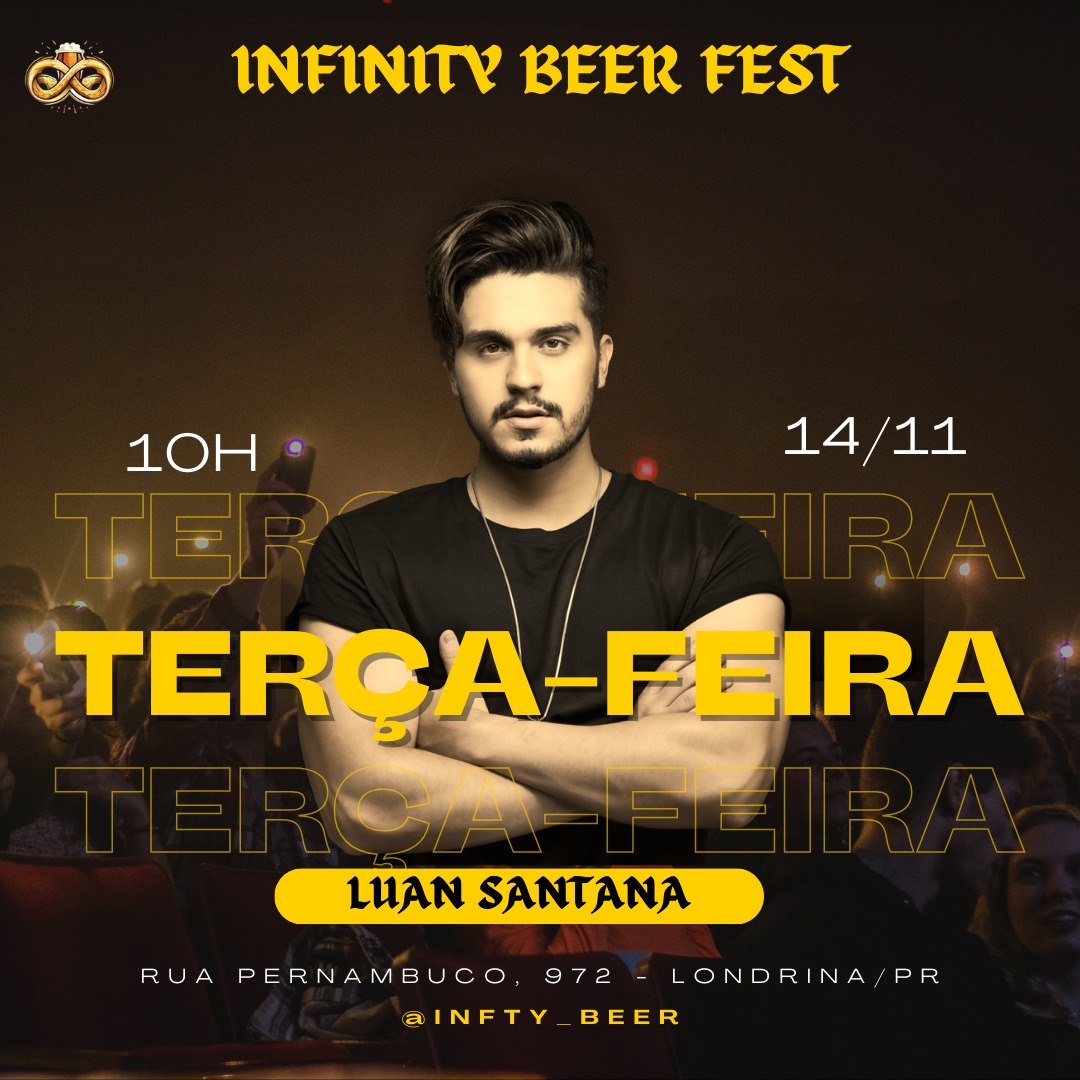 INFINITY BEER FEST
10H
14/11
TERÇA-FEIRA
TERÇA-FEIRA
TERÇA-FEIRA
LUAN SANTANA
RUA PERNAMBUCO, 972 - LONDRINA/PR
@INFTY_BEER